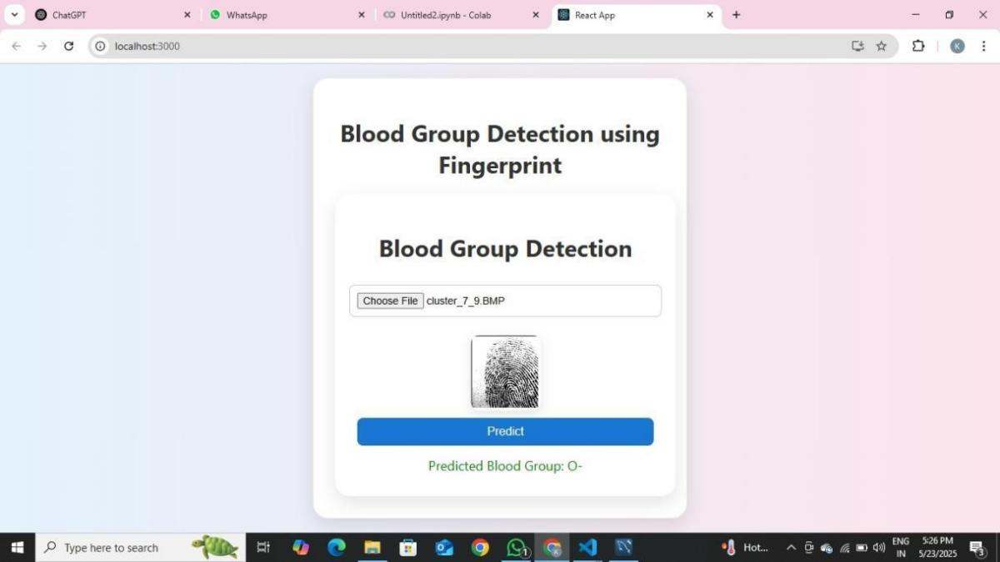 ChatGPT
WhatsApp
Untitled2.ipynb - Colab
React App
localhost:3000
K
Blood Group Detection using
Fingerprint
Blood Group Detection
Choose File cluster_7_9.BMP
Predict
Predicted Blood Group: O-
Type here to search
1
K
Hot...
ENG
IN
5:26 PM
5/23/2025
3